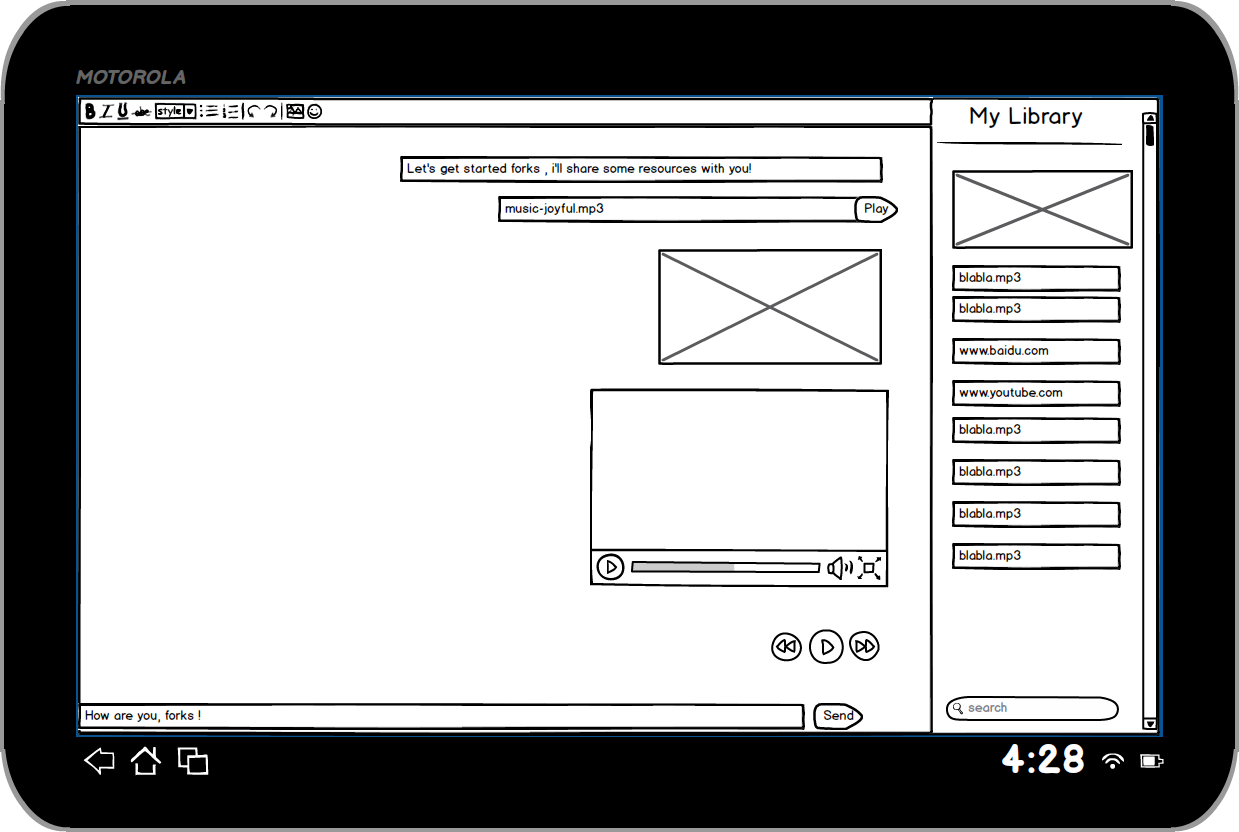 MOTOROLA
B I U abc style
My Library
Let's get started forks , i'll share some resources with you!
music-joyful.mp3 Play
blabla.mp3
blabla.mp3
www.baidu.com
www.youtube.com
blabla.mp3
blabla.mp3
blabla.mp3
blabla.mp3
search
How are you, forks ! Send
4:28